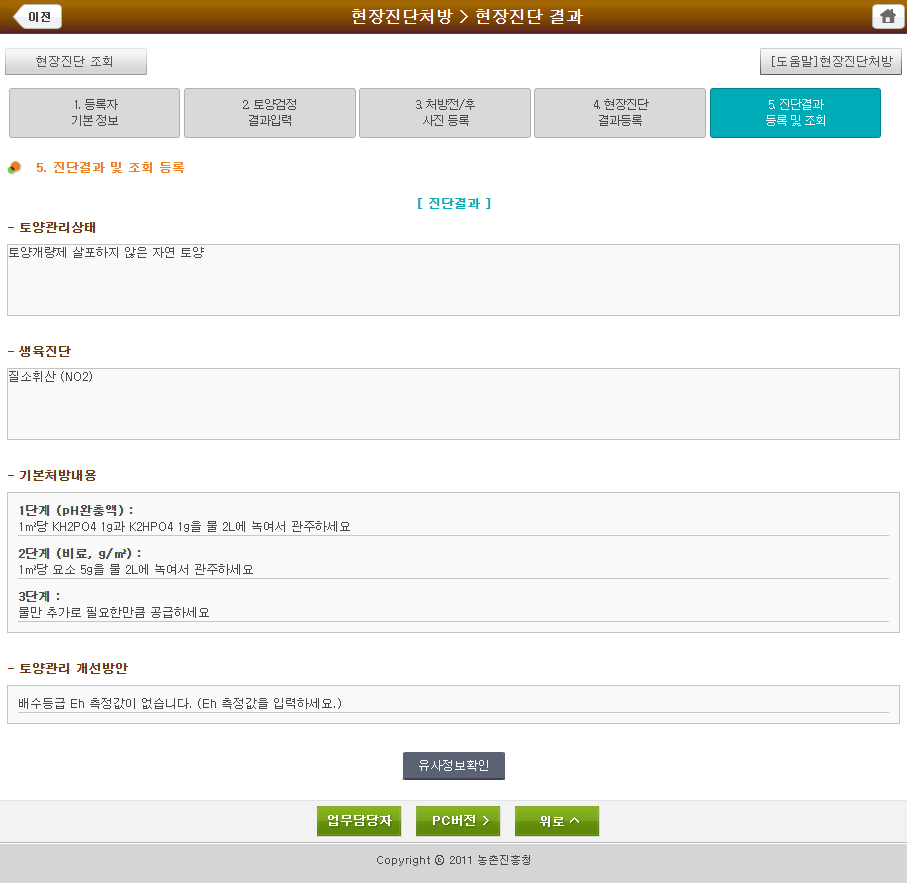 이전
현장진단처방 > 현장진단 결과
현장진단 조회
[도움말]현장진단처방
1. 등록자
기본 정보
2. 토양검정
결과입력
3. 처방전/후
사진 등록
4. 현장진단
결과등록
5. 진단결과
등록 및 조회
5. 진단결과 및 조회 등록
[ 진단결과 ]
- 토양관리상태
토양개량제 살포하지 않은 자연 토양
- 생육진단
질소휘산 (NO2)
- 기본처방내용
1단계 (pH완충액) :
1㎡당 KH2PO4 1g과 K2HPO4 1g을 물 2L에 녹여서 관주하세요
2단계 (비료, g/㎡) :
1㎡당 요소 5g을 물 2L에 녹여서 관주하세요
3단계 :
물만 추가로 필요한만큼 공급하세요
- 토양관리 개선방안
배수등급 Eh 측정값이 없습니다. (Eh 측정값을 입력하세요.)
유사정보확인
업무담당자
PC버전 >
위로 ^
Copyright ⓒ 2011 농촌진흥청